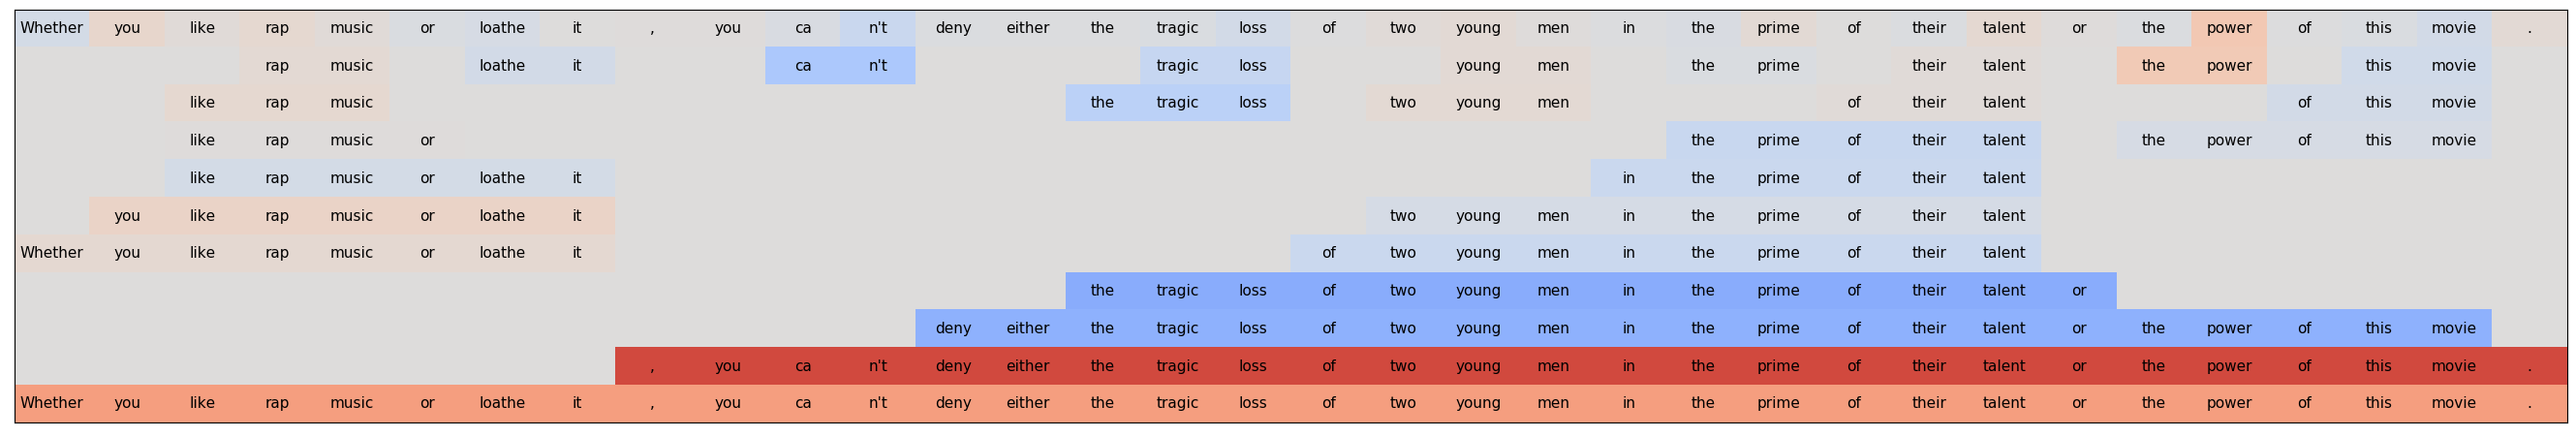 Whether you like rap music or loathe it , you ca n't deny either the tragic loss of two young men in the prime of their talent or the power of this movie .
rap music loathe it ca n't tragic loss young men the prime their talent the power this movie
like rap music the tragic loss two young men of their talent of this movie
like rap music or the prime of their talent the power of this movie
like rap music or loathe it in the prime of their talent
you like rap music or loathe it two young men in the prime of their talent
Whether you like rap music or loathe it of two young men in the prime of their talent
the tragic loss of two young men in the prime of their talent or
deny either the tragic loss of two young men in the prime of their talent or the power of this movie
, you ca n't deny either the tragic loss of two young men in the prime of their talent or the power of this movie .
Whether you like rap music or loathe it , you ca n't deny either the tragic loss of two young men in the prime of their talent or the power of this movie .